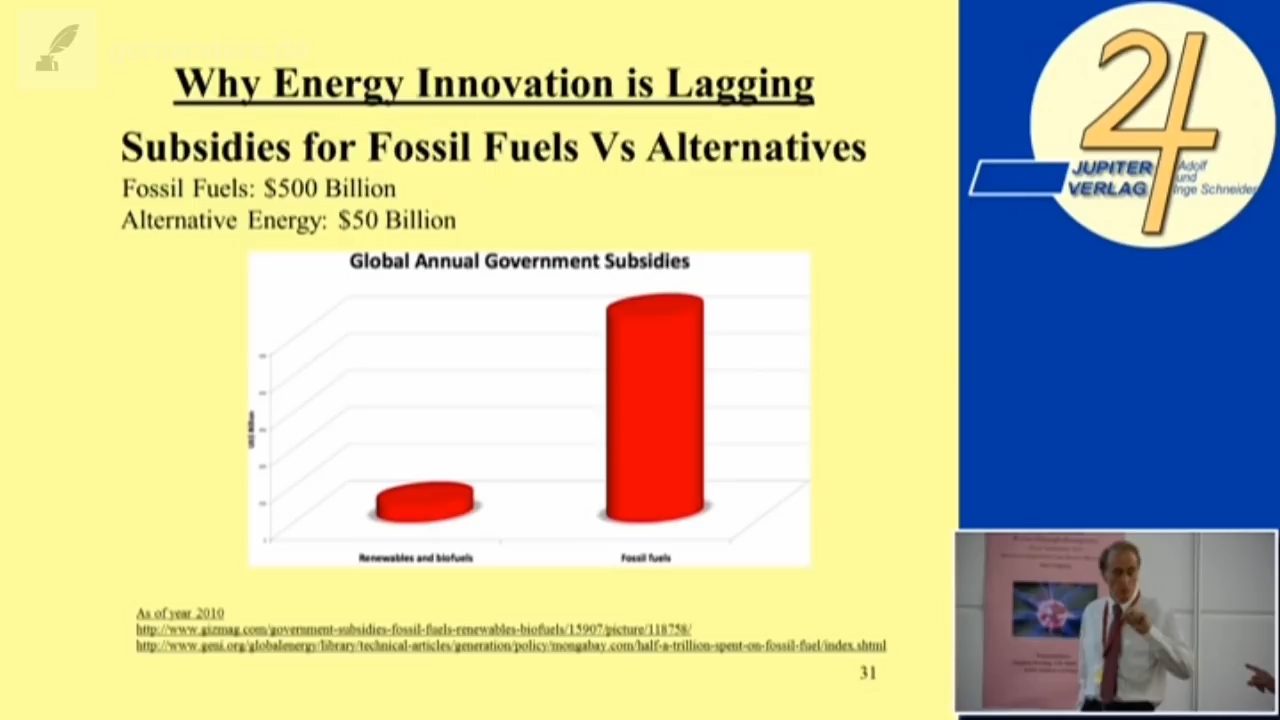 Why Energy Innovation is Lagging
Subsidies for Fossil Fuels Vs Alternatives
Fossil Fuels: $500 Billion
Alternative Energy: $50 Billion
Global Annual Government Subsidies
Renewables and biofuels
Fossil fuels
As of year 2010
http://www.gizmag.com/government-subsidies-fossil-fuels-renewables-biofuels/15907/picture/118758/
http://www.geni.org/globalenergy/library/technical-articles/generation/policy/mongabay.com/half-a-trillion-spent-on-fossil-fuel/index.shtml
31
JUPITER
VERLAG
Adolf
und
Inge Schneider